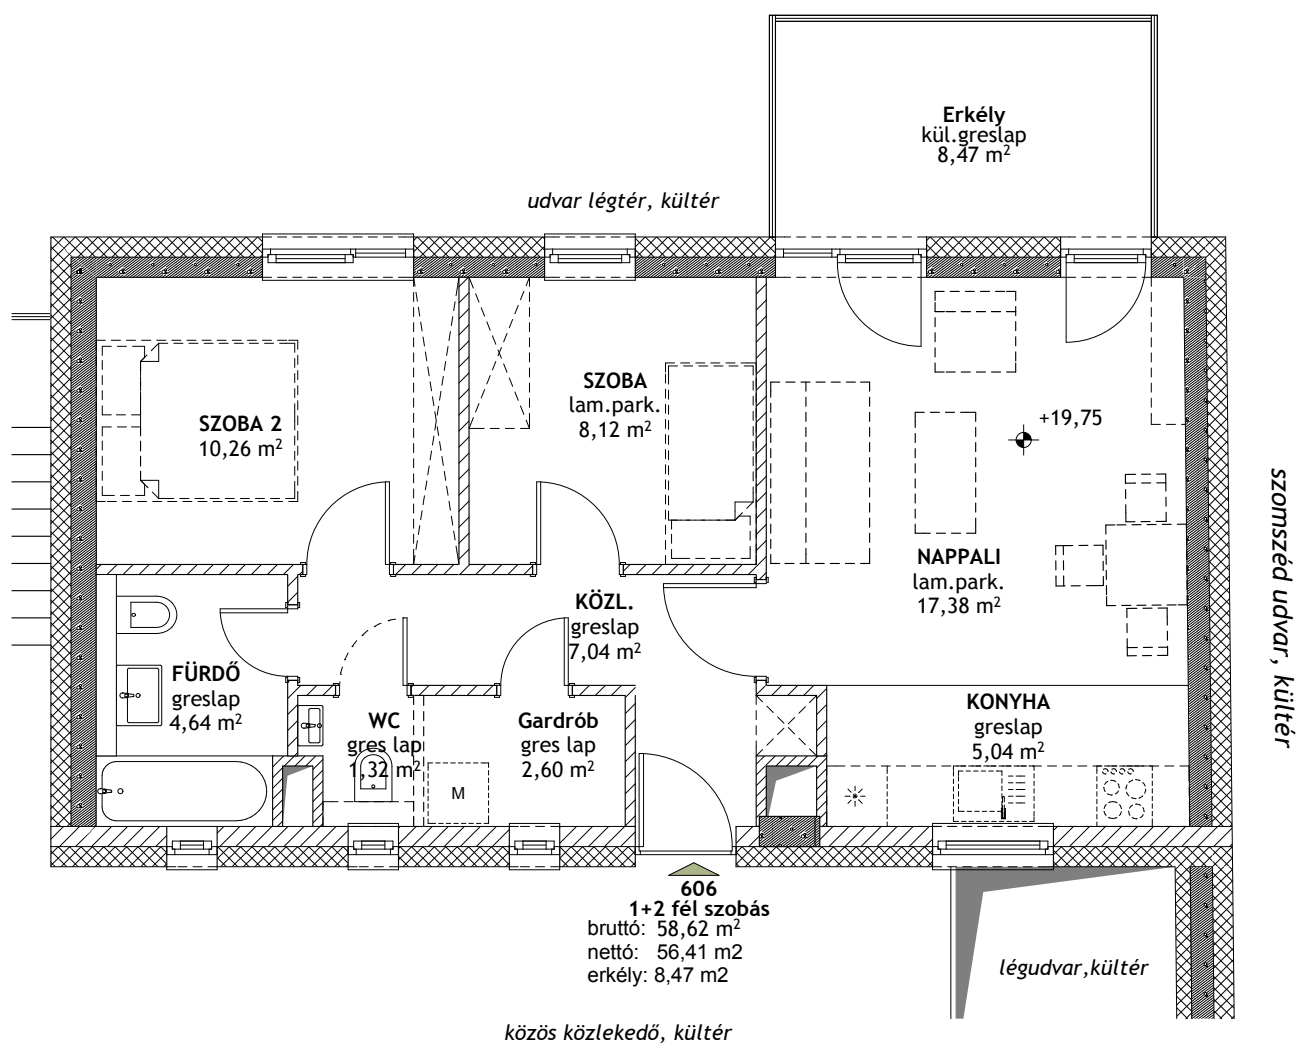 Erkély
kül.greslap
8,47 m²
udvar légtér, kültér
SZOBA 2
10,26 m²
SZOBA
lam.park.
8,12 m²
+19,75
NAPPALI
lam.park.
17,38 m²
szomszéd udvar, kültér
KÖZL.
greslap
7,04 m²
FÜRDŐ
greslap
4,64 m²
WC
gres lap
1,32 m²
Gardrób
gres lap
2,60 m²
M
KONYHA
greslap
5,04 m²
606
1+2 fél szobás
bruttó: 58,62 m²
nettó: 56,41 m2
erkély: 8,47 m2
légudvar,kültér
közös közlekedő, kültér